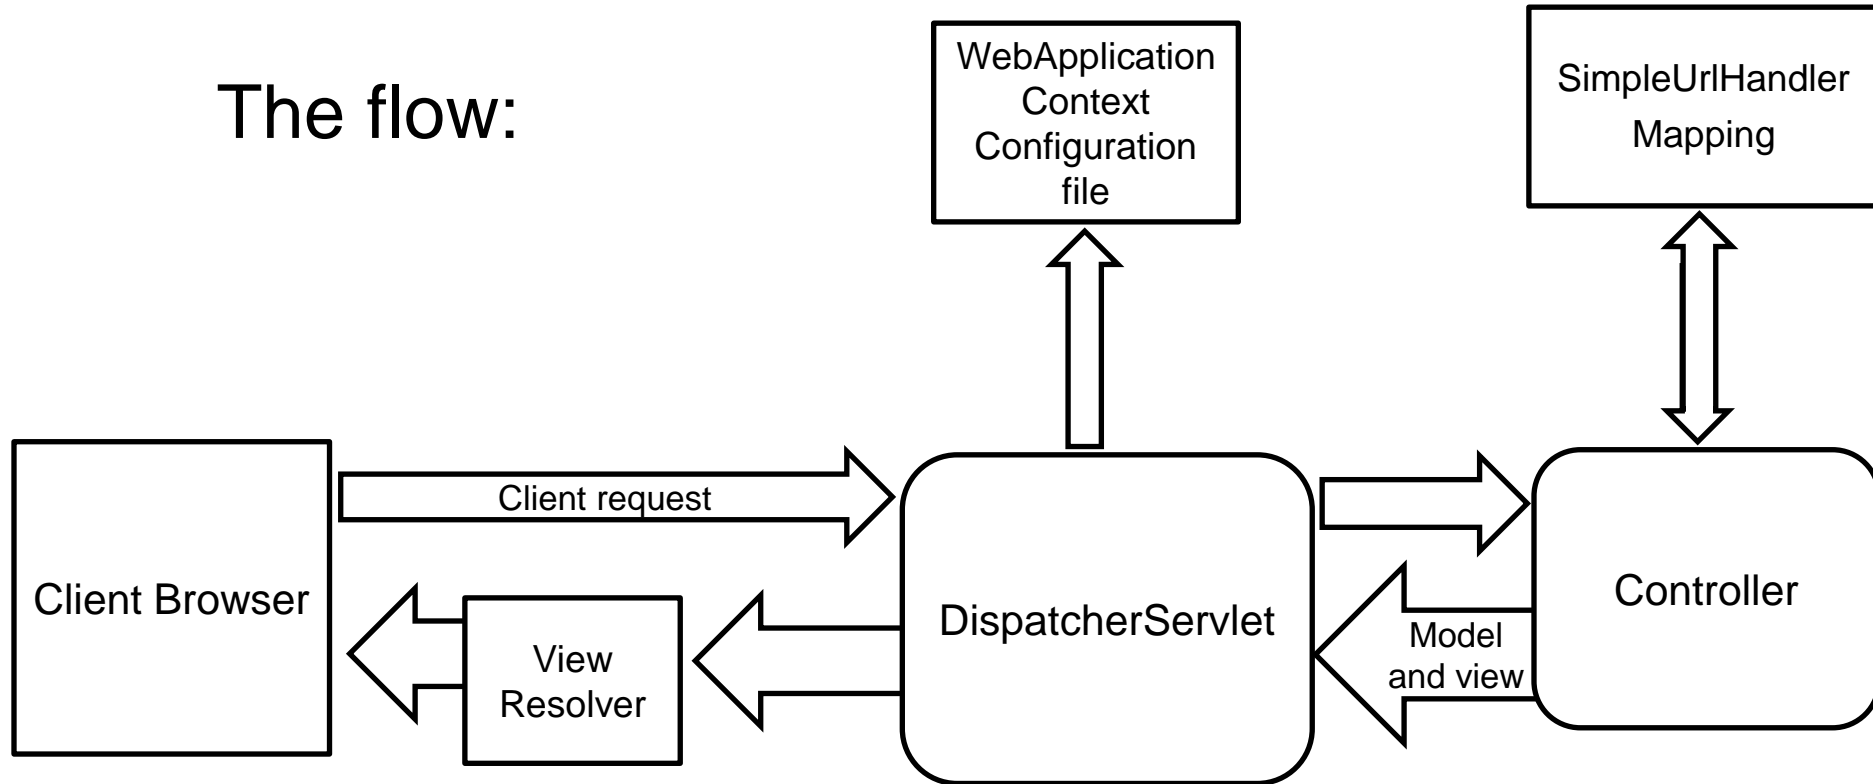 The flow:
WebApplication
Context
Configuration
file
SimpleUrlHandler
Mapping
Client Browser
Client request
View
Resolver
DispatcherServlet
Model
and view
Controller